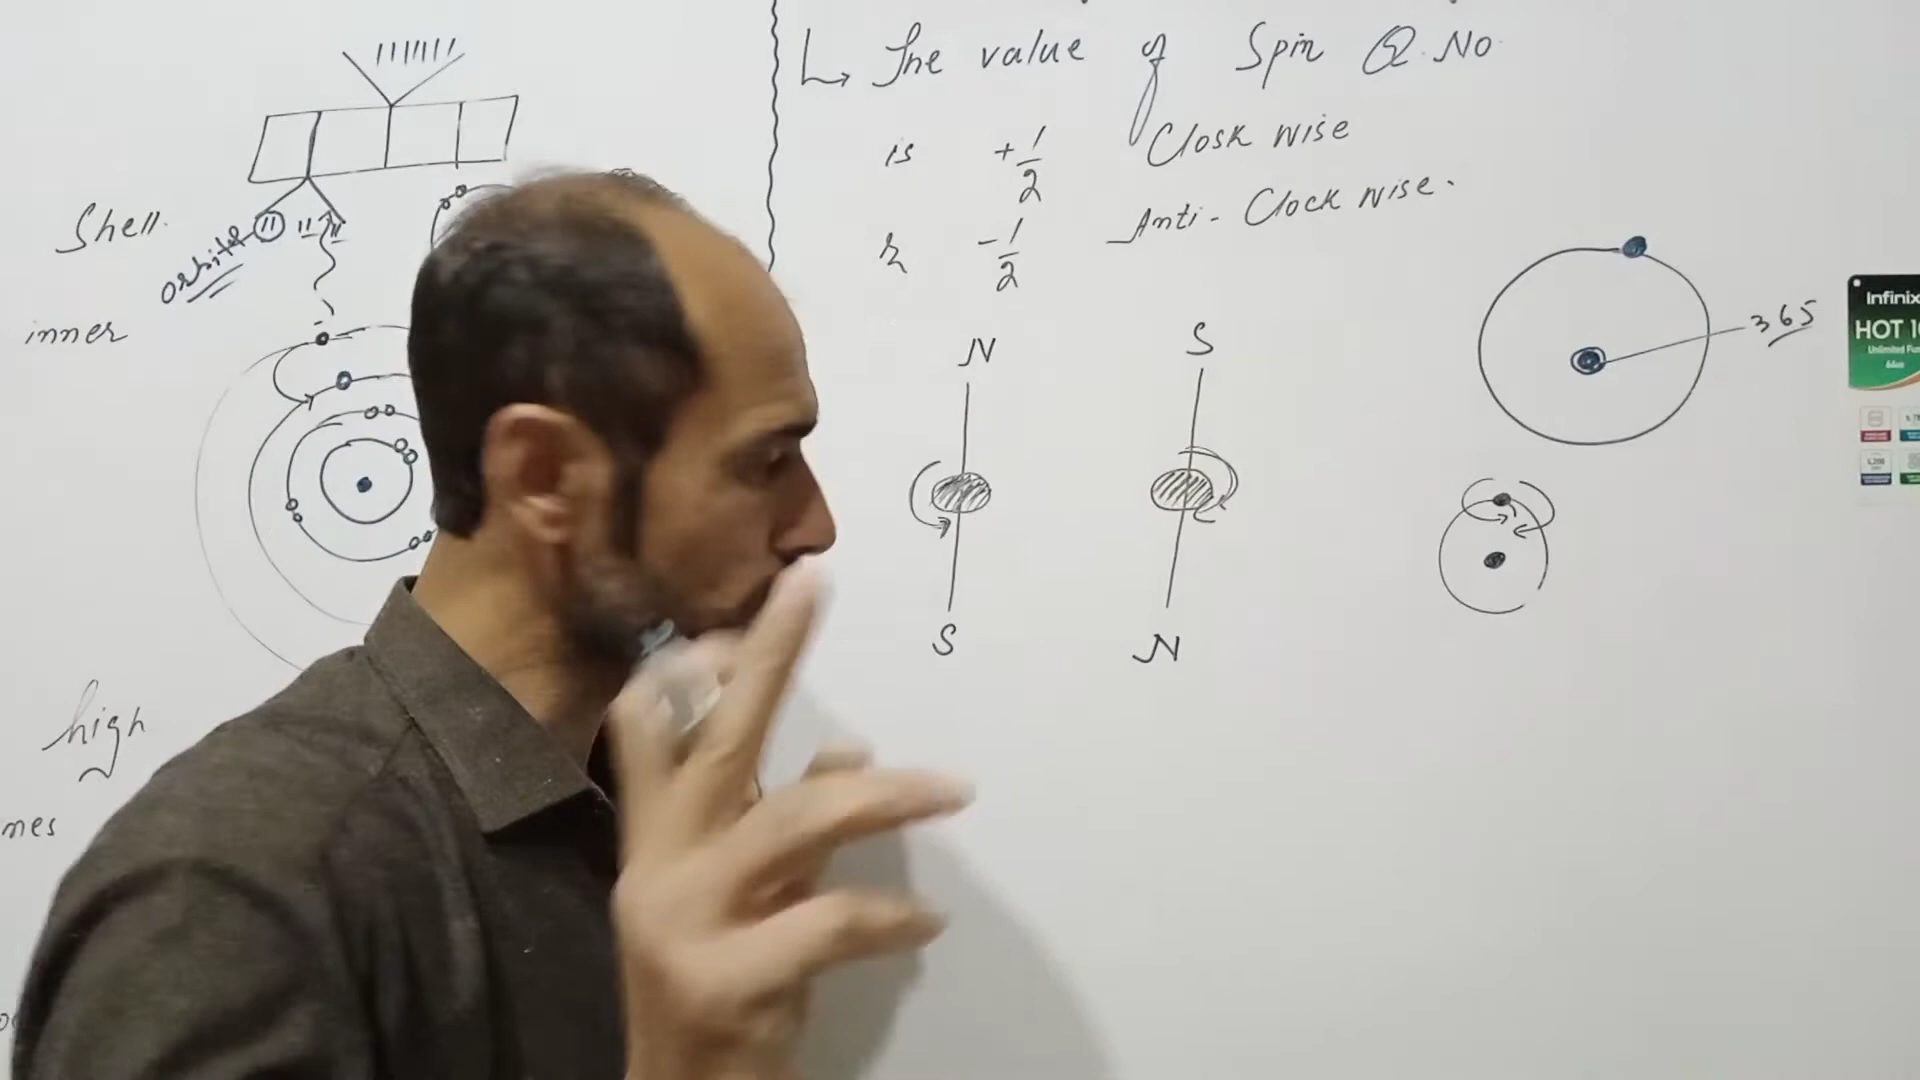 Shell.
orbital
inner
high
mes
↳ The value of Spin Q.No.
is +1/2 Closk wise
& -1/2 Anti-Clock wise.
N S
S N
365
Infinix
HOT 10